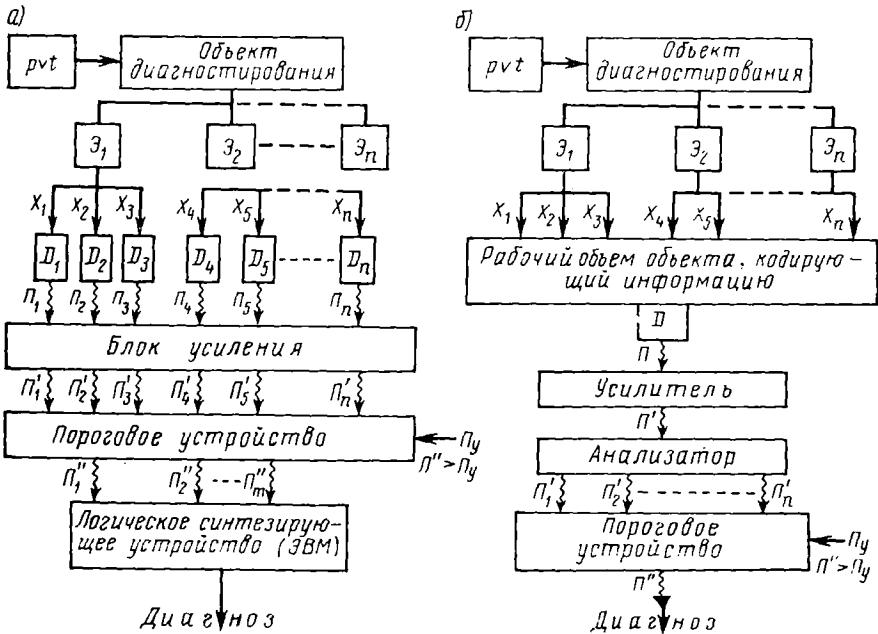 а)
pvt
Объект
диагностирования
Э1
Э2
Эn
X1 X2 X3 X4 X5 Xn
D1 D2 D3 D4 D5 Dn
П1 П2 П3 П4 П5 Пn
Блок усиления
П'1 П'2 П'3 П'4 П'5 П'n
Пороговое устройство
Пу
П">Пу
П"1 П"2 П"m
Логическое синтезирую-
щее устройство (ЭВМ)
Диагноз
б)
pvt
Объект
диагностирования
Э1
Э2
Эn
X1 X2 X3 X4 X5 Xn
Рабочий объем объекта, кодирую-
щий информацию
D
П
Усилитель
П'
Анализатор
П'1 П'2 П'n
Пороговое
устройство
Пу
П">Пу
П"
Диагноз